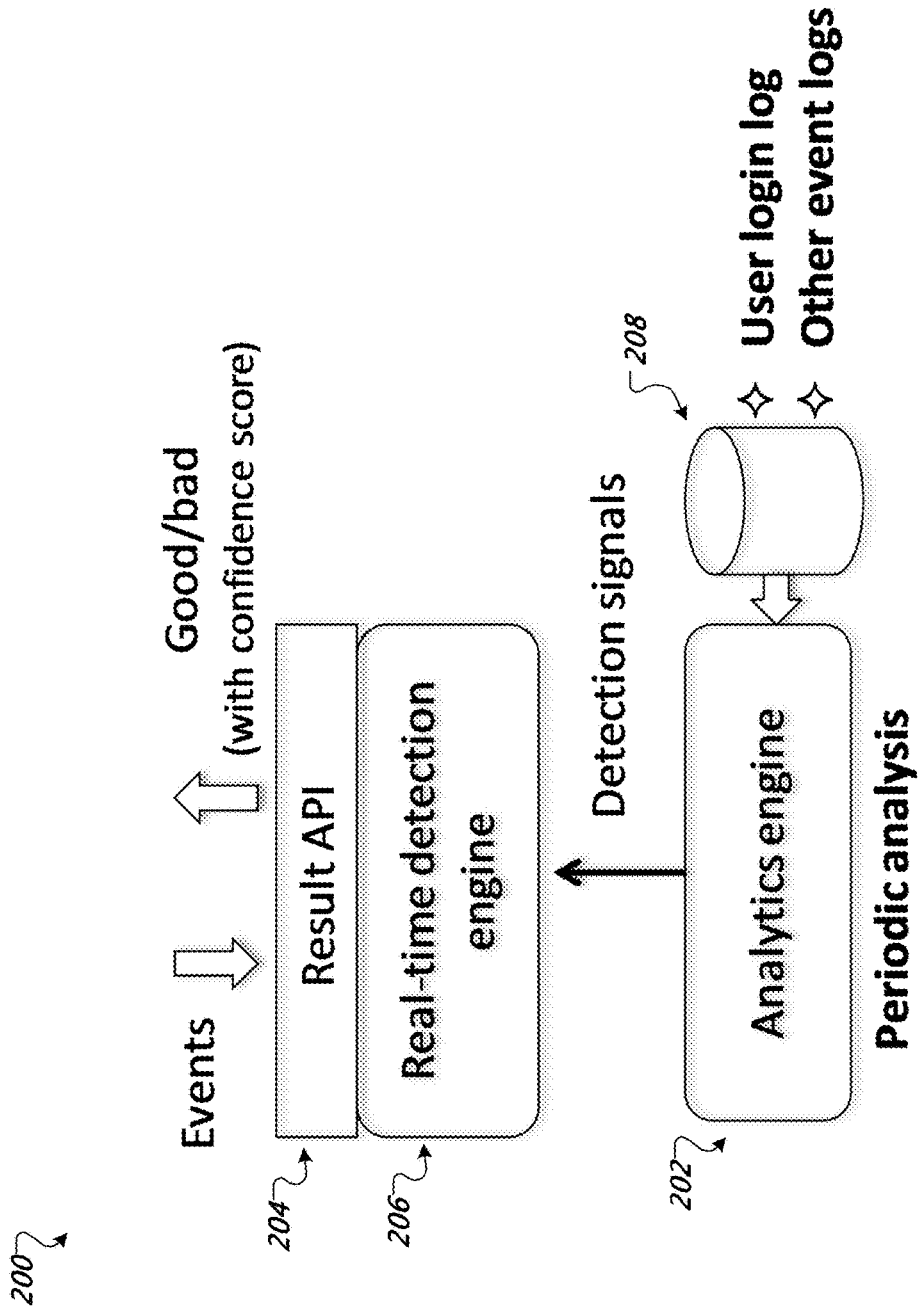 200
Events
Good/bad
(with confidence score)
204
Result API
206
Real-time detection
engine
Detection signals
208
202
Analytics engine
User login log
Other event logs
Periodic analysis